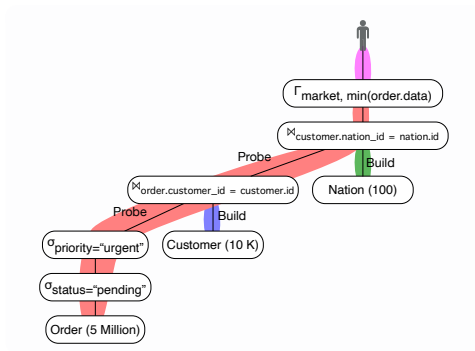 Γmarket, min(order.data)
⋈customer.nation_id = nation.id
Probe
Build
⋈order.customer_id = customer.id
Nation (100)
Probe
Build
σpriority=“urgent”
Customer (10 K)
σstatus=“pending”
Order (5 Million)